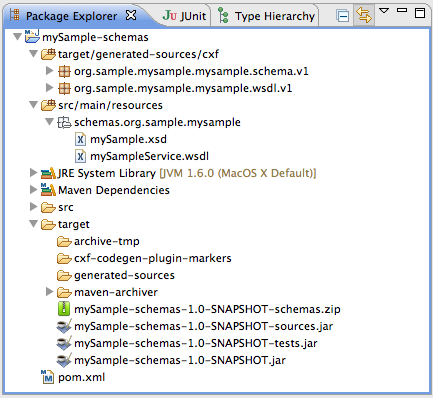 Package Explorer JUnit Type Hierarchy
mySample-schemas
target/generated-sources/cxf
org.sample.mysample.mysample.schema.v1
org.sample.mysample.mysample.wsdl.v1
src/main/resources
schemas.org.sample.mysample
mySample.xsd
mySampleService.wsdl
JRE System Library [JVM 1.6.0 (MacOS X Default)]
Maven Dependencies
src
target
archive-tmp
cxf-codegen-plugin-markers
generated-sources
maven-archiver
mySample-schemas-1.0-SNAPSHOT-schemas.zip
mySample-schemas-1.0-SNAPSHOT-sources.jar
mySample-schemas-1.0-SNAPSHOT-tests.jar
mySample-schemas-1.0-SNAPSHOT.jar
pom.xml